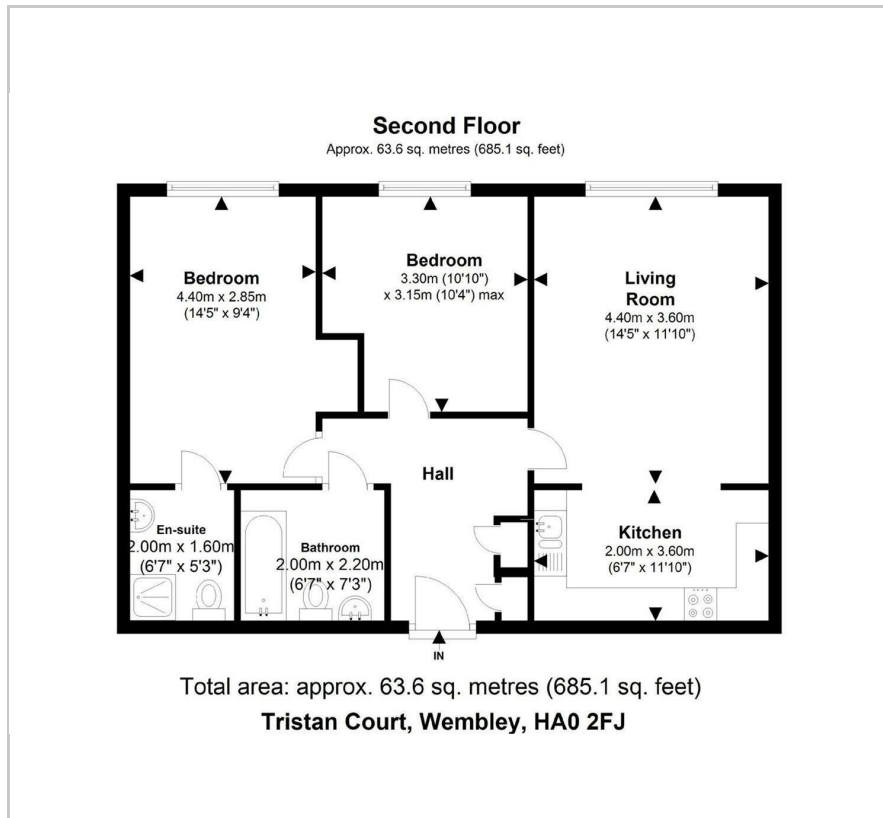 Second Floor
Approx. 63.6 sq. metres (685.1 sq. feet)
Bedroom
4.40m x 2.85m
(14'5" x 9'4")
Bedroom
3.30m (10'10")
x 3.15m (10'4") max
Living
Room
4.40m x 3.60m
(14'5" x 11'10")
Hall
En-suite
2.00m x 1.60m
(6'7" x 5'3")
Bathroom
2.00m x 2.20m
(6'7" x 7'3")
Kitchen
2.00m x 3.60m
(6'7" x 11'10")
IN
Total area: approx. 63.6 sq. metres (685.1 sq. feet)
Tristan Court, Wembley, HA0 2FJ